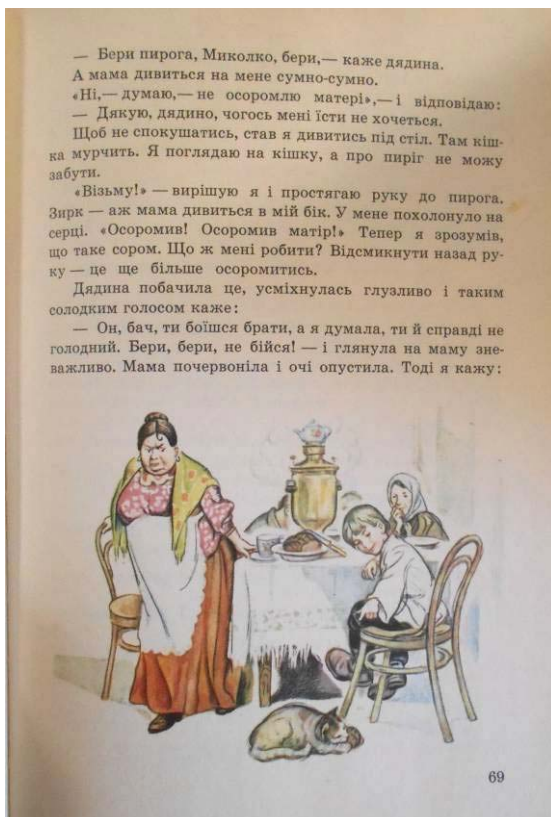 — Бери пирога, Миколко, бери,— каже дядина.
А мама дивиться на мене сумно-сумно.
«Ні,— думаю,— не осоромлю матері»,— і відповідаю:
— Дякую, дядино, чогось мені їсти не хочеться.
Щоб не спокушатись, став я дивитись під стіл. Там кіш-
ка мурчить. Я поглядаю на кішку, а про пиріг не можу
забути.
«Візьму!» — вирішую я і простягаю руку до пирога.
Зирк — аж мама дивиться в мій бік. У мене похолонуло на
серці. «Осоромив! Осоромив матір!» Тепер я зрозумів,
що таке сором. Що ж мені робити? Відсмикнути назад ру-
ку — це ще більше осоромитись.
Дядина побачила це, усміхнулась глузливо і таким
солодким голосом каже:
— Он, бач, ти боїшся брати, а я думала, ти й справді не
голодний. Бери, бери, не бійся! — і глянула на маму зне-
важливо. Мама почервоніла і очі опустила. Тоді я кажу:
69